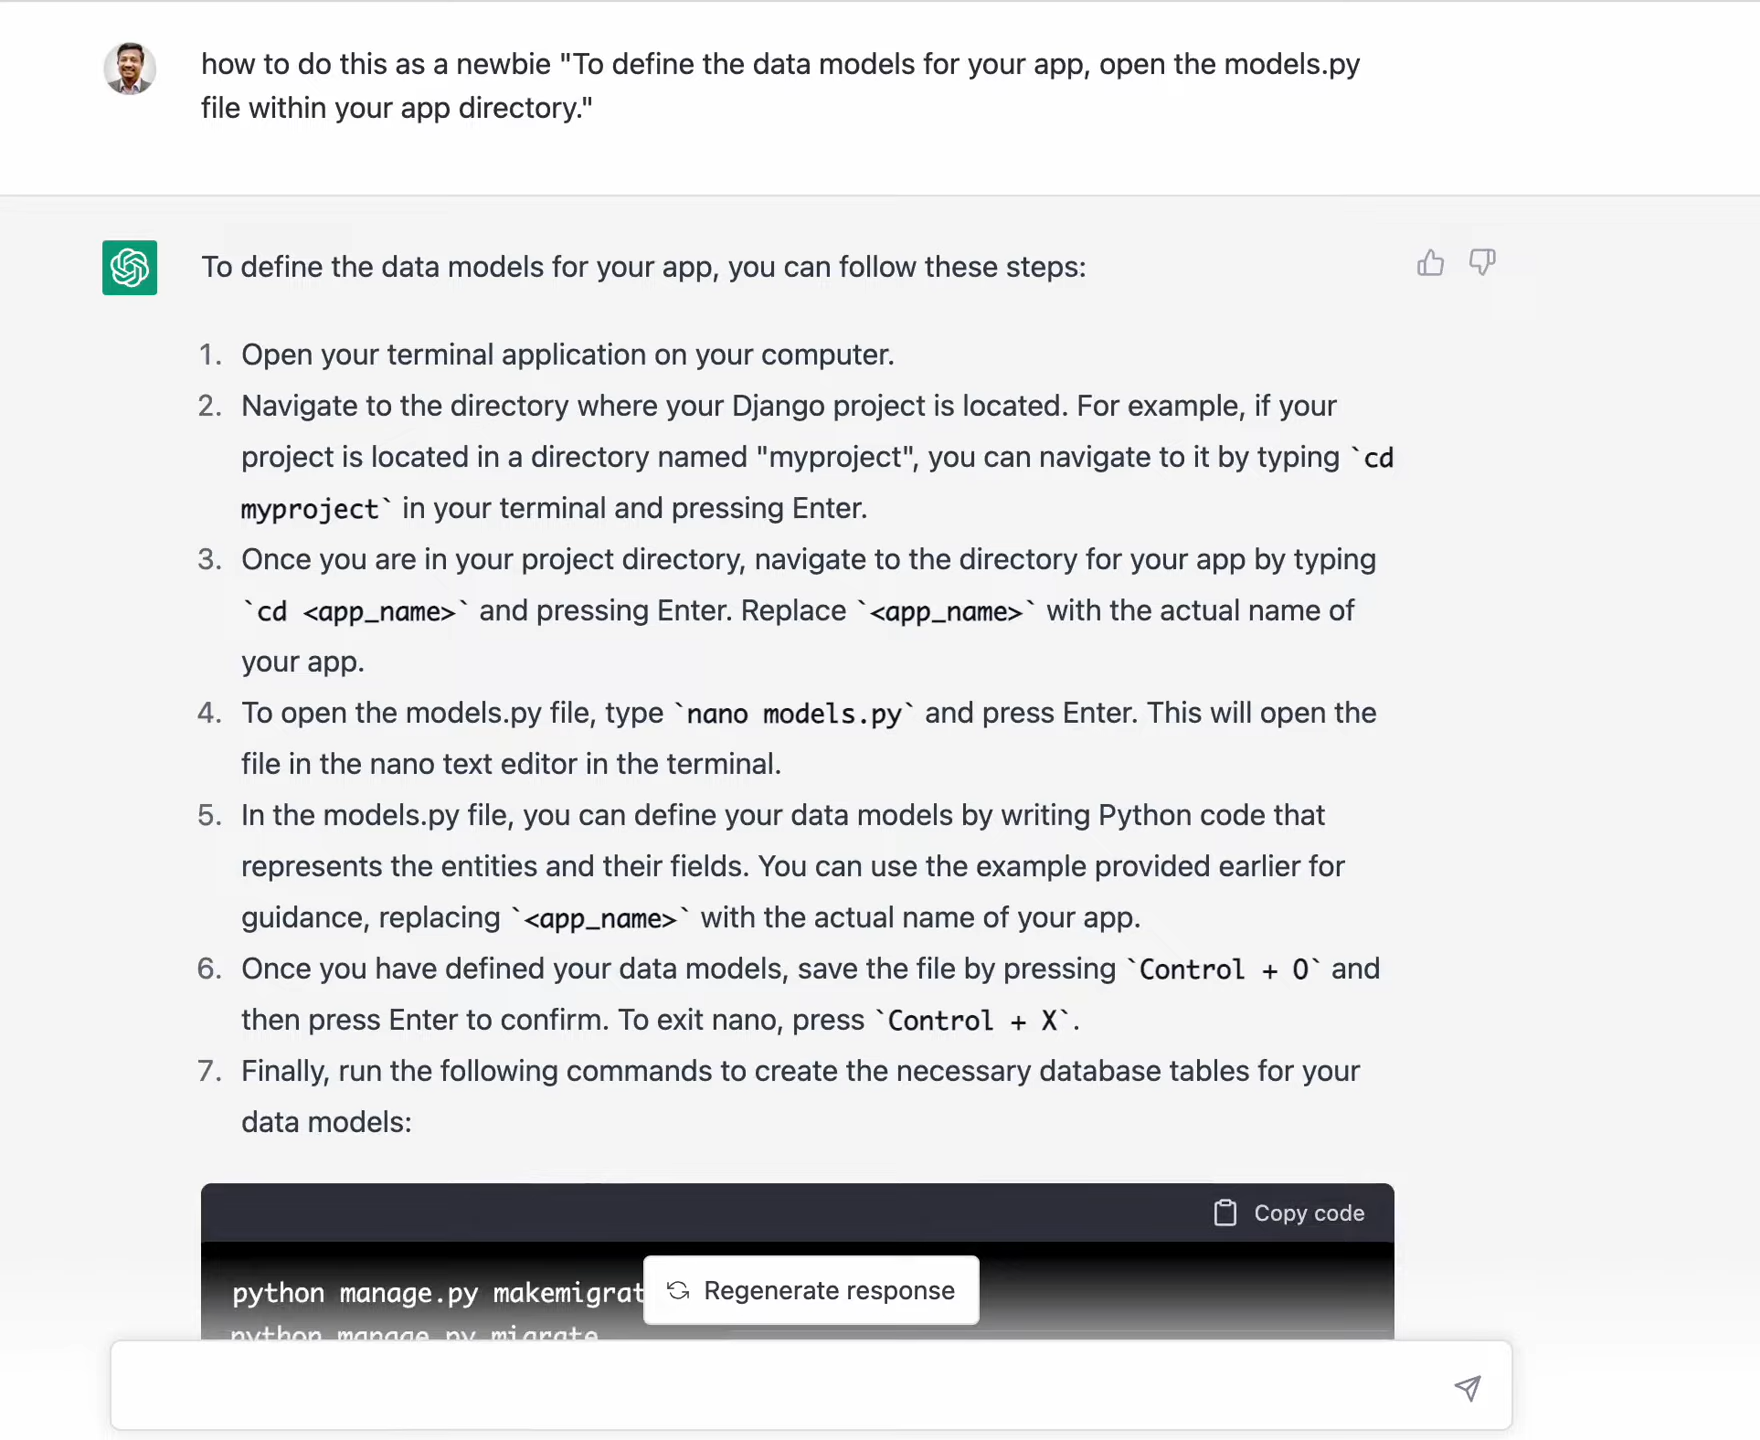 how to do this as a newbie "To define the data models for your app, open the models.py
file within your app directory."
To define the data models for your app, you can follow these steps:
1. Open your terminal application on your computer.
2. Navigate to the directory where your Django project is located. For example, if your
project is located in a directory named "myproject", you can navigate to it by typing `cd
myproject` in your terminal and pressing Enter.
3. Once you are in your project directory, navigate to the directory for your app by typing
`cd <app_name>` and pressing Enter. Replace `<app_name>` with the actual name of
your app.
4. To open the models.py file, type `nano models.py` and press Enter. This will open the
file in the nano text editor in the terminal.
5. In the models.py file, you can define your data models by writing Python code that
represents the entities and their fields. You can use the example provided earlier for
guidance, replacing `<app_name>` with the actual name of your app.
6. Once you have defined your data models, save the file by pressing `Control + O` and
then press Enter to confirm. To exit nano, press `Control + X`.
7. Finally, run the following commands to create the necessary database tables for your
data models:
Copy code
python manage.py makemigrat
Regenerate response
python manage.py migrate